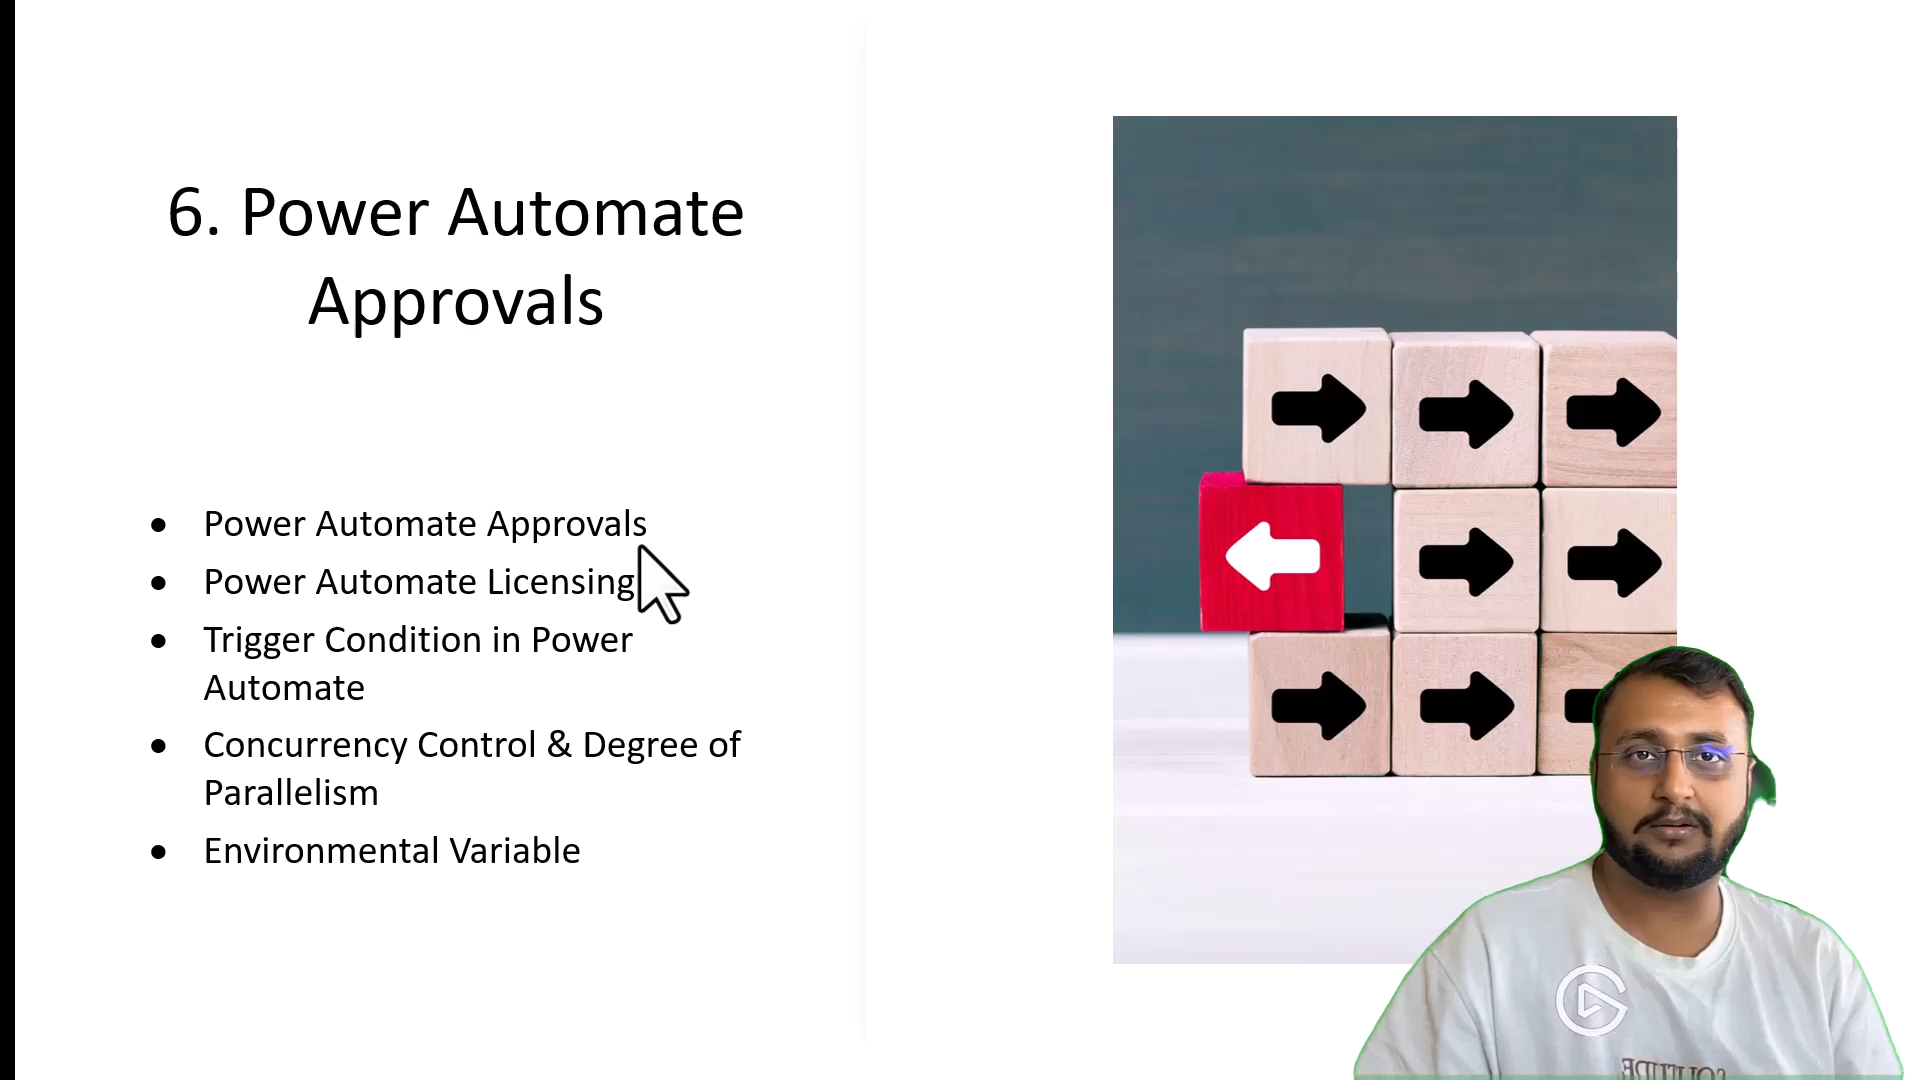 6. Power Automate
Approvals
• Power Automate Approvals
• Power Automate Licensing
• Trigger Condition in Power
Automate
• Concurrency Control & Degree of
Parallelism
• Environmental Variable